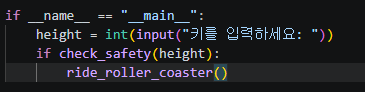 if __name__ == "__main__":
    height = int(input("키를 입력하세요: "))
    if check_safety(height):
        ride_roller_coaster()